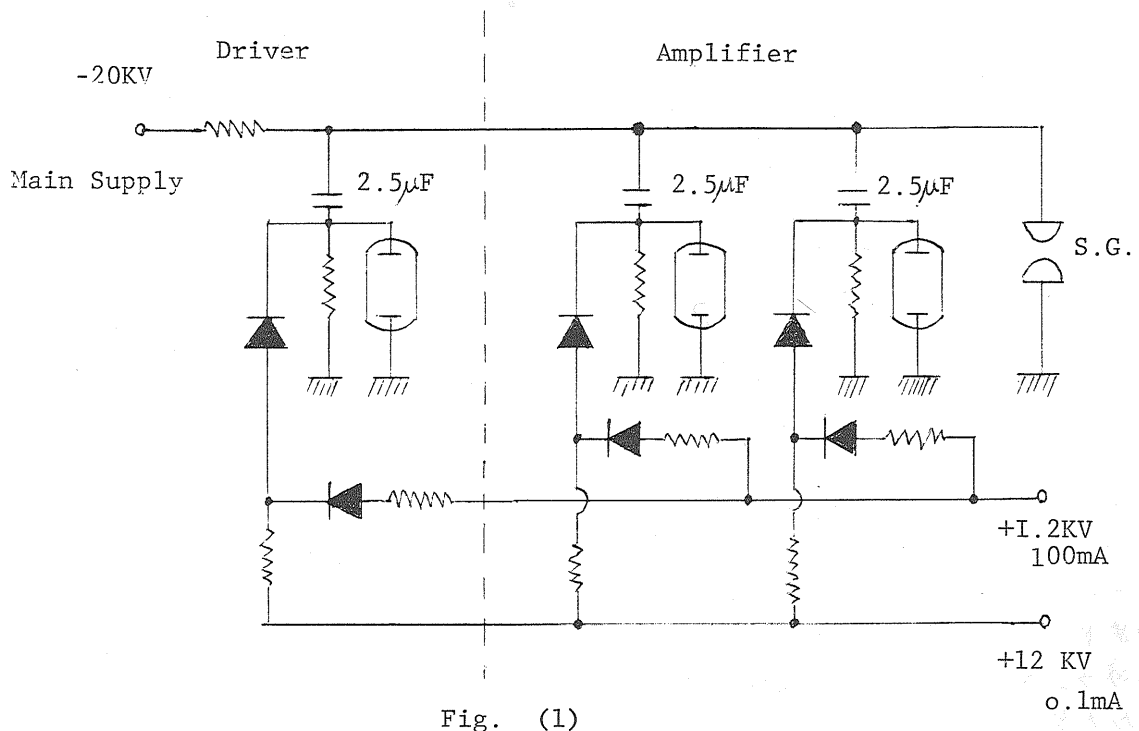 Driver
Amplifier
-20KV
Main Supply
2.5μF
2.5μF
2.5μF
S.G.
+I.2KV
100mA
+12 KV
o.1mA
Fig. (1)